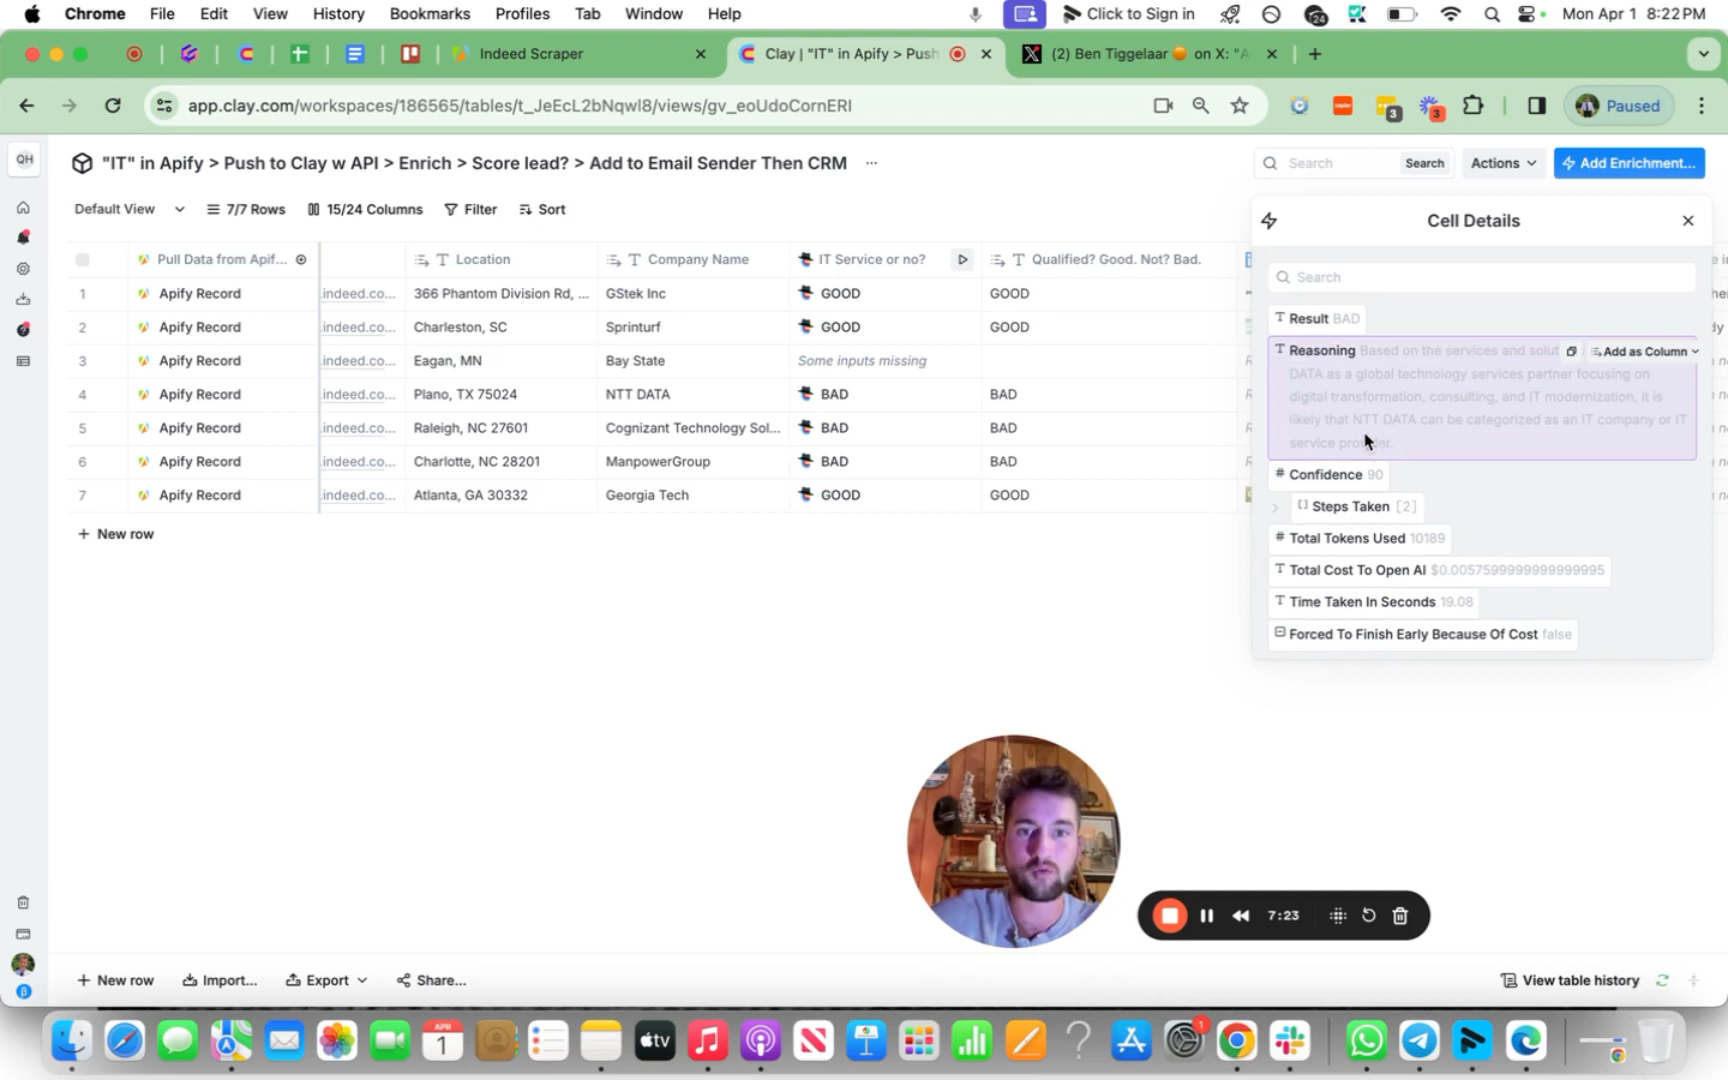 Chrome File Edit View History Bookmarks Profiles Tab Window Help
Click to Sign in 24 Mon Apr 1 8:22 PM
Indeed Scraper
Clay | "IT" in Apify > Push
(2) Ben Tiggelaar on X: "A
app.clay.com/workspaces/186565/tables/t_JeEcL2bNqwl8/views/gv_eoUdoCornERI
3 3 Paused
QH
"IT" in Apify > Push to Clay w API > Enrich > Score lead? > Add to Email Sender Then CRM ...
Search Search Actions Add Enrichment...
Default View 7/7 Rows 15/24 Columns Filter Sort
Pull Data from Apif... Location Company Name IT Service or no? Qualified? Good. Not? Bad.
1 Apify Record .indeed.co... 366 Phantom Division Rd, ... GStek Inc GOOD GOOD
2 Apify Record .indeed.co... Charleston, SC Sprinturf GOOD GOOD
3 Apify Record .indeed.co... Eagan, MN Bay State Some inputs missing
4 Apify Record .indeed.co... Plano, TX 75024 NTT DATA BAD BAD
5 Apify Record .indeed.co... Raleigh, NC 27601 Cognizant Technology Sol... BAD BAD
6 Apify Record .indeed.co... Charlotte, NC 28201 ManpowerGroup BAD BAD
7 Apify Record .indeed.co... Atlanta, GA 30332 Georgia Tech GOOD GOOD
+ New row
Cell Details
Search
Result BAD
Reasoning Based on the services and solut Add as Column
DATA as a global technology services partner focusing on
digital transformation, consulting, and IT modernization, it is
likely that NTT DATA can be categorized as an IT company or IT
service provider.
Confidence 90
Steps Taken [2]
Total Tokens Used 10189
Total Cost To Open AI $0.0057599999999999995
Time Taken In Seconds 19.08
Forced To Finish Early Because Of Cost false
7:23
+ New row Import... Export Share...
View table history
APR
1
tv
1